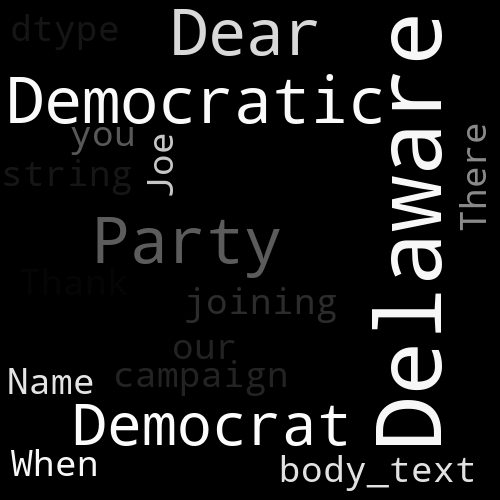 dtype
Dear
Democratic
Delaware
you
Joe
There
string
Party
Thank
joining
our
campaign
Name
Democrat
When
body_text